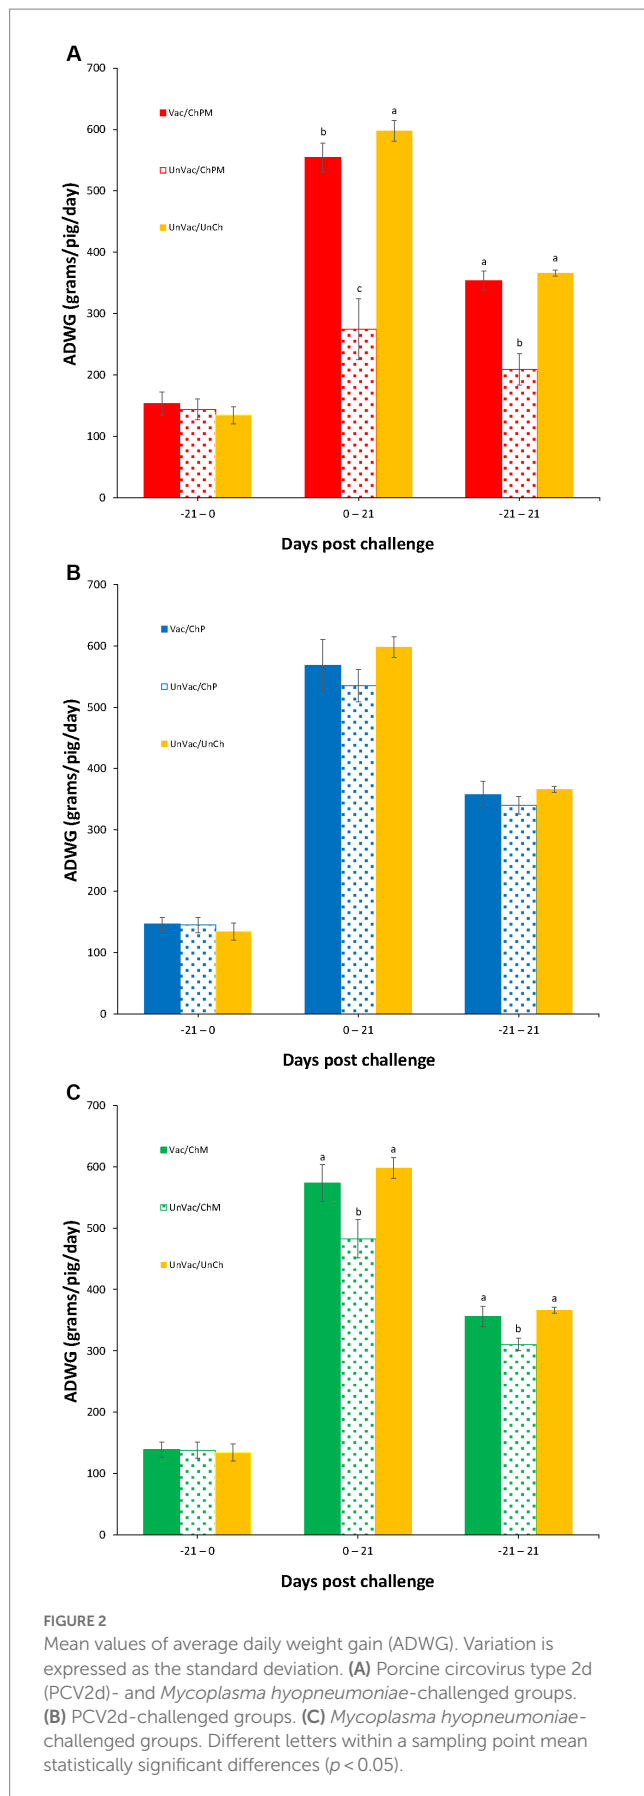 A
700
600
500
400
300
200
100
0
ADWG (grams/pig/day)
Vac/ChPM
UnVac/ChPM
UnVac/UnCh
b
c
a
a
b
a
-21 – 0
0 – 21
-21 – 21
Days post challenge
B
700
600
500
400
300
200
100
0
ADWG (grams/pig/day)
Vac/ChP
UnVac/ChP
UnVac/UnCh
-21 – 0
0 – 21
-21 – 21
Days post challenge
C
700
600
500
400
300
200
100
0
ADWG (grams/pig/day)
Vac/ChM
UnVac/ChM
UnVac/UnCh
a
b
a
a
b
a
-21 – 0
0 – 21
-21 – 21
Days post challenge
FIGURE 2
Mean values of average daily weight gain (ADWG). Variation is
expressed as the standard deviation. (A) Porcine circovirus type 2d
(PCV2d)- and Mycoplasma hyopneumoniae-challenged groups.
(B) PCV2d-challenged groups. (C) Mycoplasma hyopneumoniae-
challenged groups. Different letters within a sampling point mean
statistically significant differences (p < 0.05).